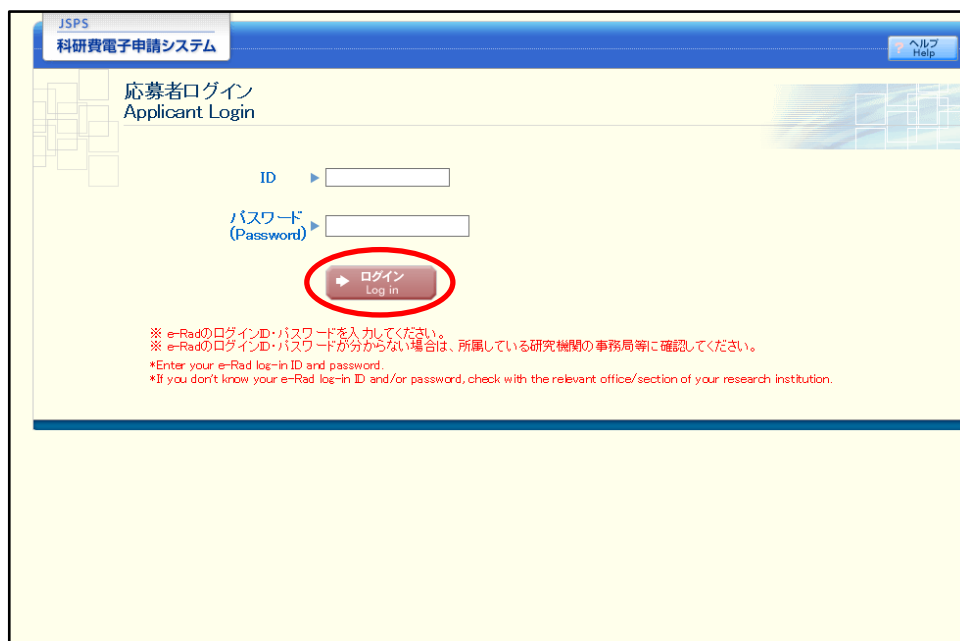 JSPS
科研費電子申請システム
? ヘルプ
Help
応募者ログイン
Applicant Login
ID
パスワード
(Password)
ログイン
Log in
※ e-RadのログインID・パスワードを入力してください。
※ e-RadのログインID・パスワードが分からない場合は、所属している研究機関の事務局等に確認してください。
*Enter your e-Rad log-in ID and password.
*If you don't know your e-Rad log-in ID and/or password, check with the relevant office/section of your research institution.